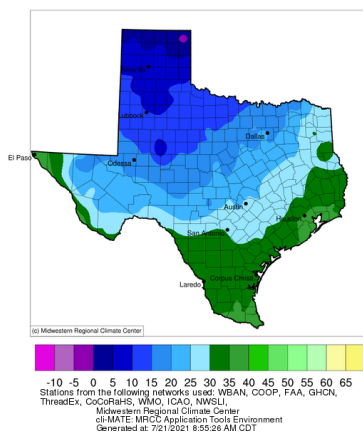 Lubbock
Dallas
El Paso
Odessa
Austin
Houston
San Antonio
Laredo
Corpus Christi
(c) Midwestern Regional Climate Center
-10 -5 0 5 10 15 20 25 30 35 40 45 50 55 60 65
Stations from the following networks used: WBAN, COOP, FAA, GHCN,
ThreadEx, CoCoRaHS, WMO, ICAO, NWSLI,
Midwestern Regional Climate Center
cli-MATE: MRCC Application Tools Environment
Generated at: 7/21/2021 8:55:26 AM CDT